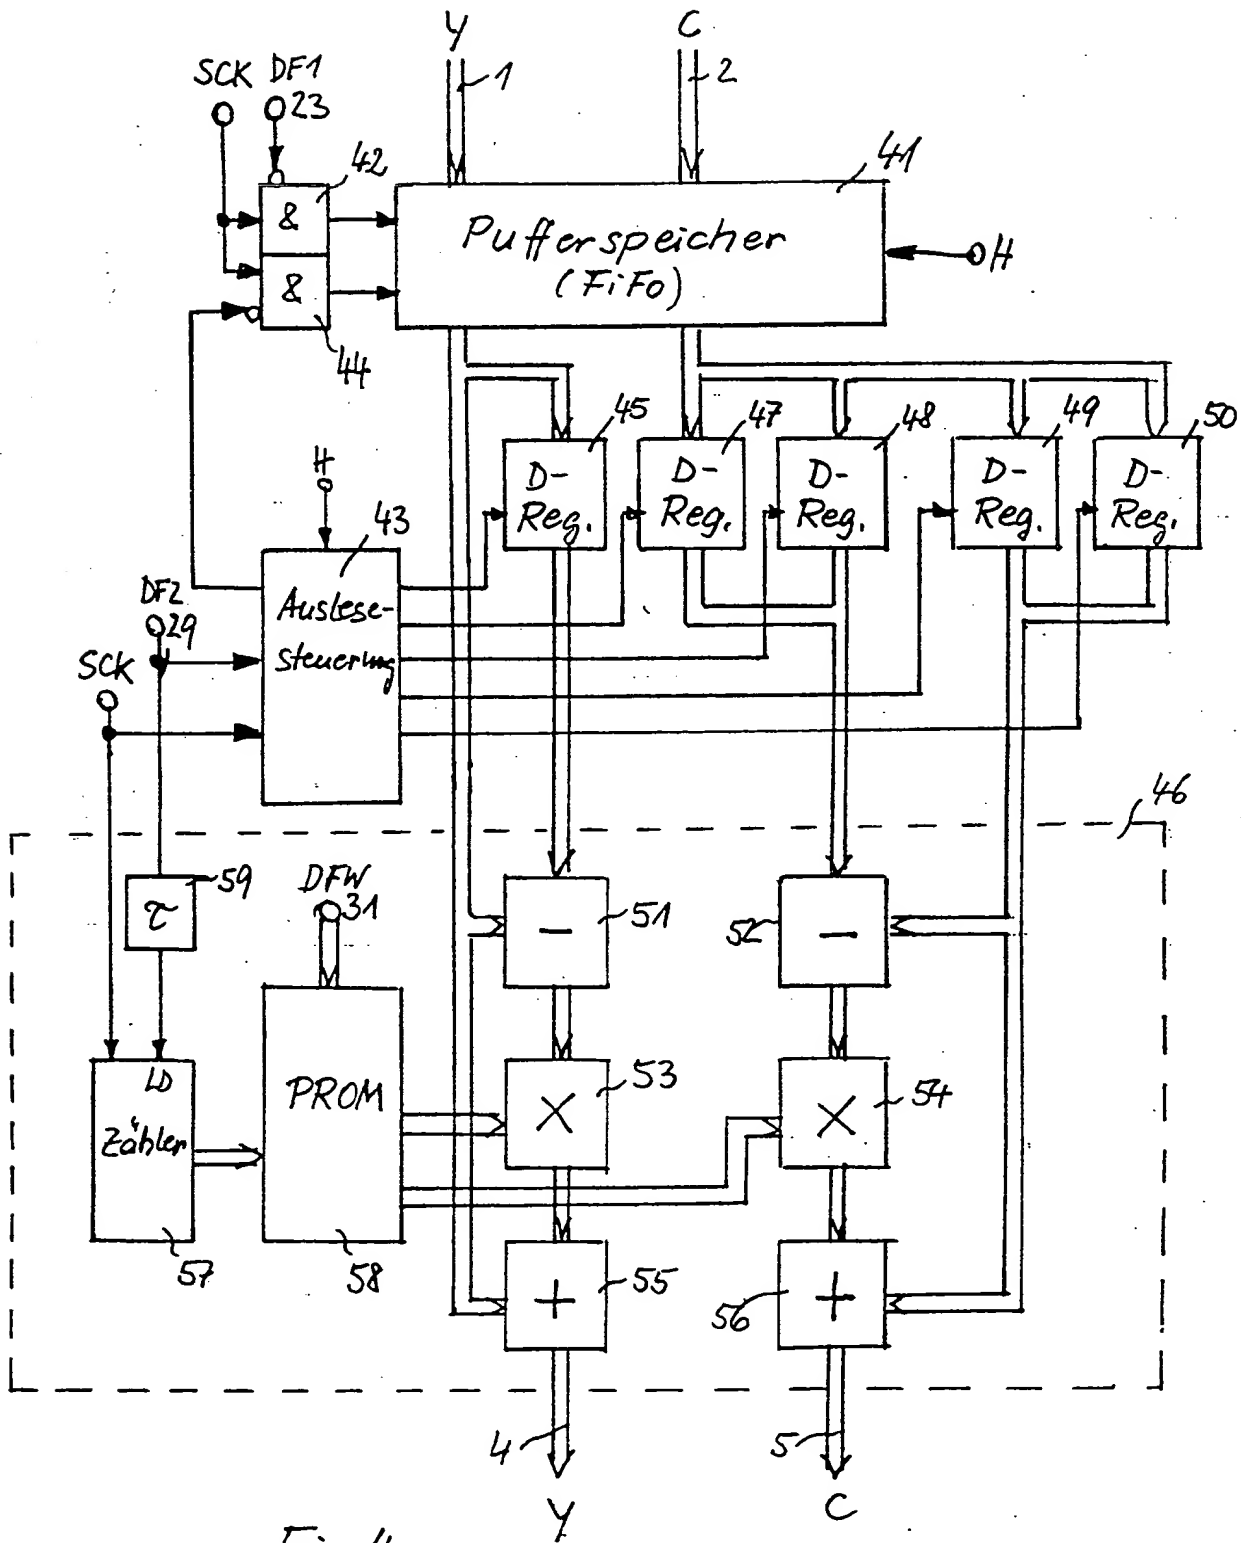 Y
C
1
2
SCK
DF1
23
42
&
&
44
41
Pufferspeicher
(FiFo)
H
45
47
48
49
50
D-
Reg.
D-
Reg.
D-
Reg.
D-
Reg.
D-
Reg.
H
43
Auslese-
steuerung
DF2
29
SCK
46
59
τ
DFW
31
51
−
52
−
LD
Zähler
57
PROM
58
53
×
54
×
55
+
56
+
4
5
Y
C